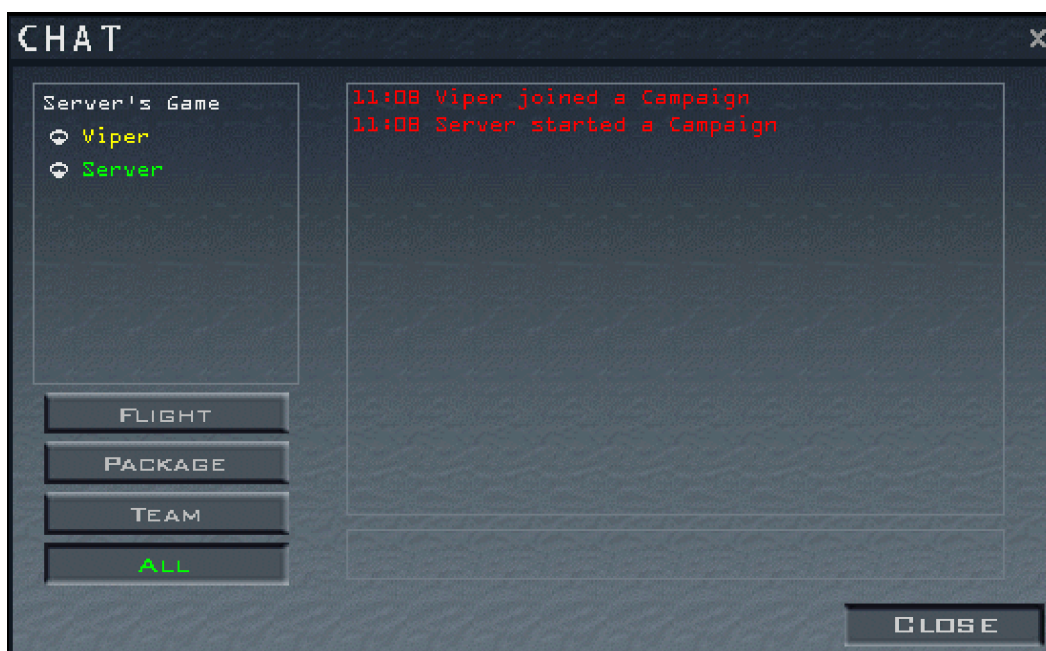 CHAT
x
Server's Game
Viper
Server
11:08 Viper joined a Campaign
11:08 Server started a Campaign
FLIGHT
PACKAGE
TEAM
ALL
CLOSE